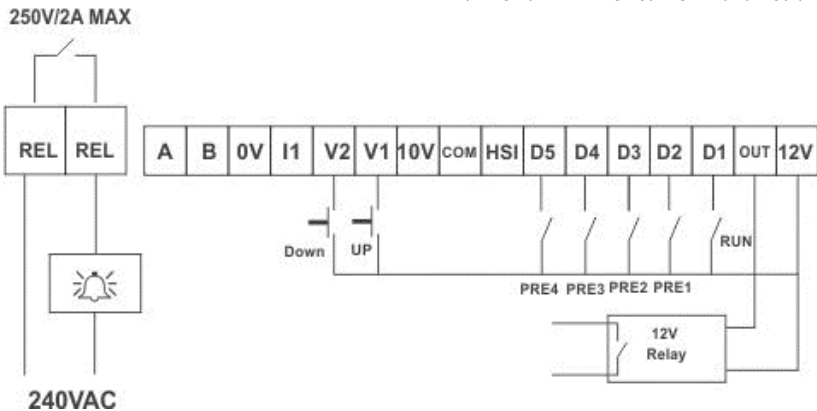 250V/2A MAX
REL REL A B 0V I1 V2 V1 10V COM HSI D5 D4 D3 D2 D1 OUT 12V
Down UP RUN
PRE4 PRE3 PRE2 PRE1
12V
Relay
240VAC